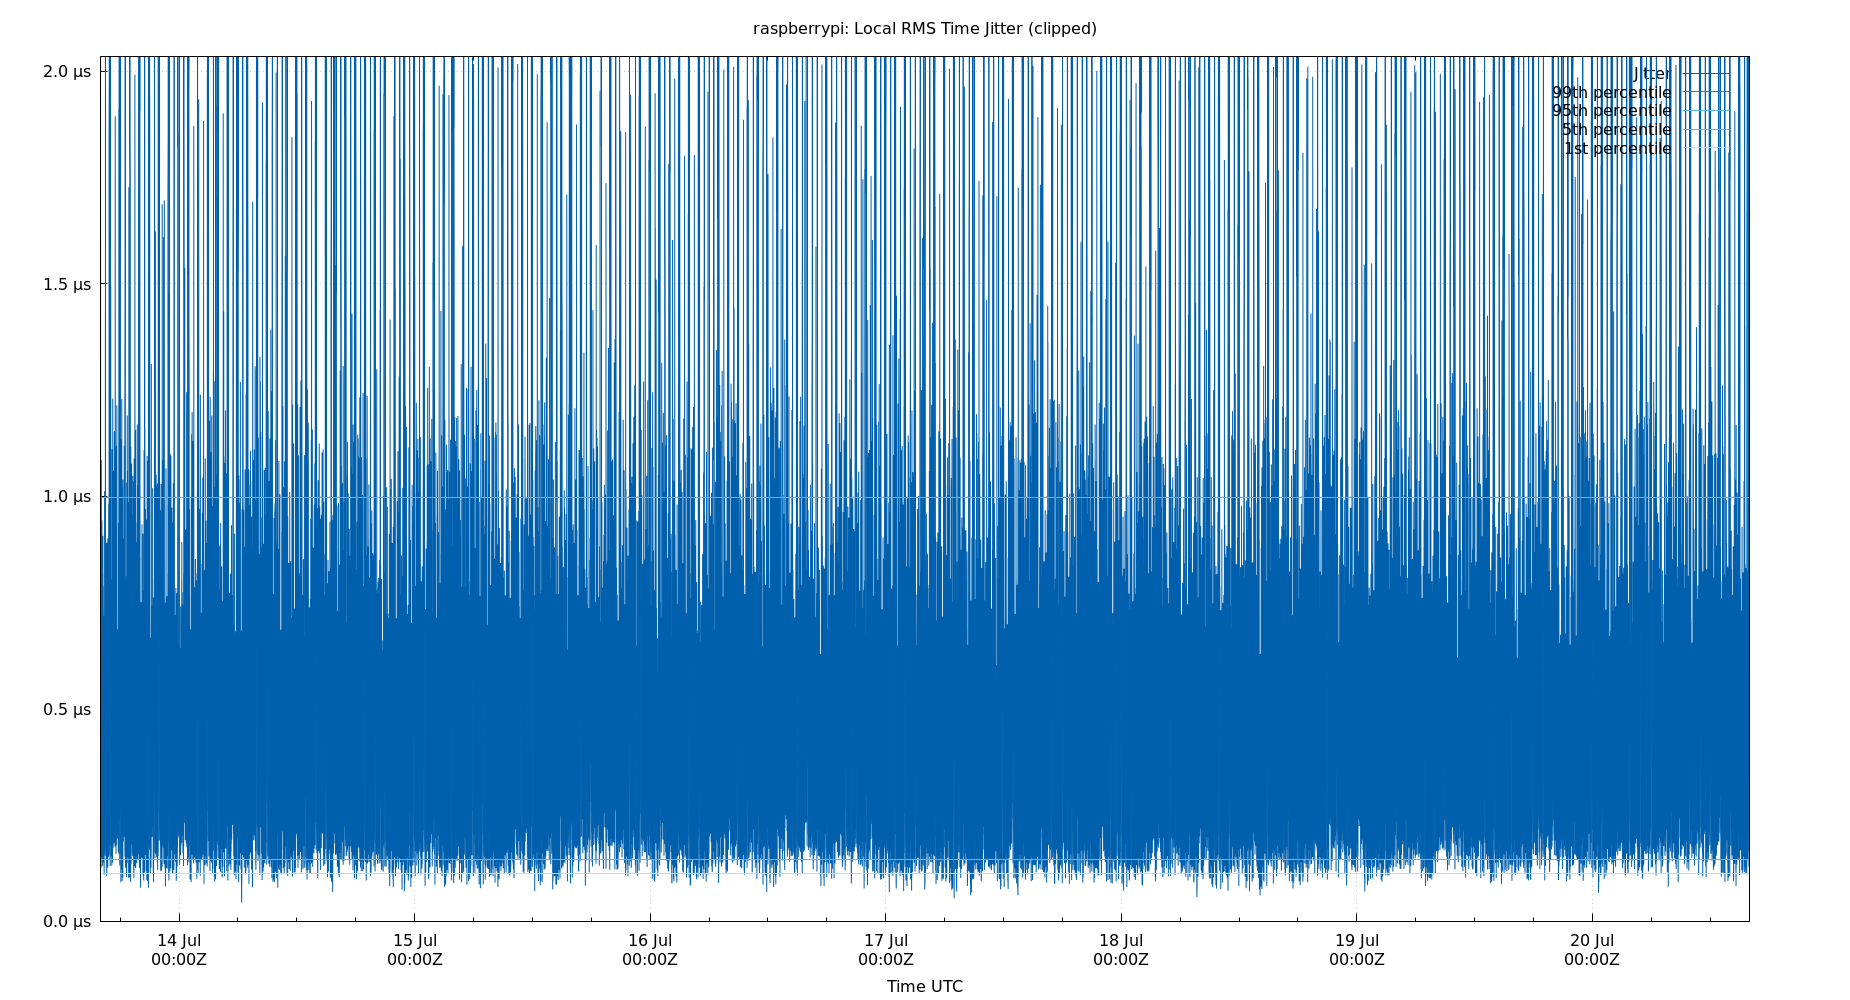 raspberrypi: Local RMS Time Jitter (clipped)
2.0 μs
Jitter
99th percentile
95th percentile
5th percentile
1st percentile
1.5 μs
1.0 μs
0.5 μs
0.0 μs
14 Jul 15 Jul 16 Jul 17 Jul 18 Jul 19 Jul 20 Jul
00:00Z 00:00Z 00:00Z 00:00Z 00:00Z 00:00Z 00:00Z
Time UTC